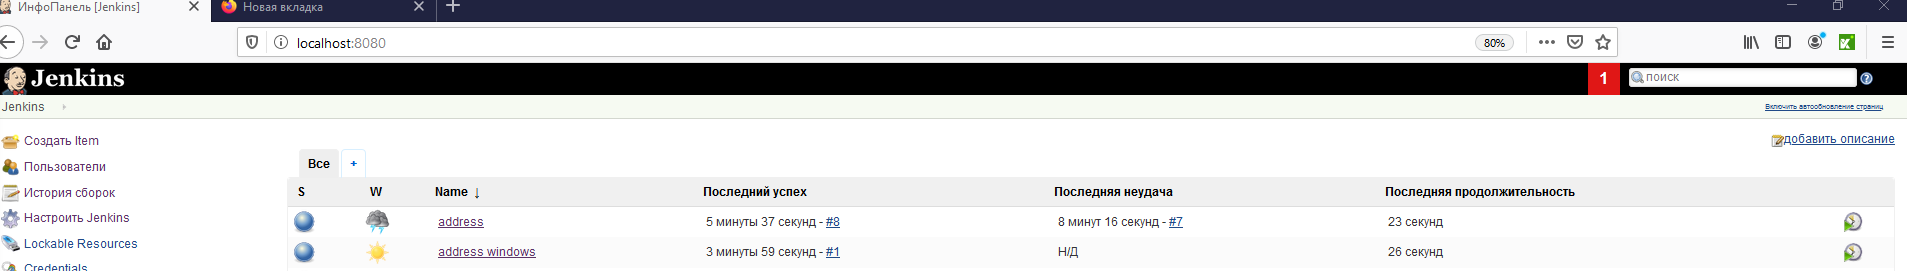 ИнфоПанель [Jenkins]
Новая вкладка
localhost:8080
80%
Jenkins
1
поиск
Jenkins
Включить автообновление страниц
Создать Item
добавить описание
Пользователи
Все
+
История сборок
S W Name ↓ Последний успех Последняя неудача Последняя продолжительность
Настроить Jenkins
address 5 минуты 37 секунд - #8 8 минут 16 секунд - #7 23 секунд
Lockable Resources
address windows 3 минуты 59 секунд - #1 Н/Д 26 секунд
Credentials